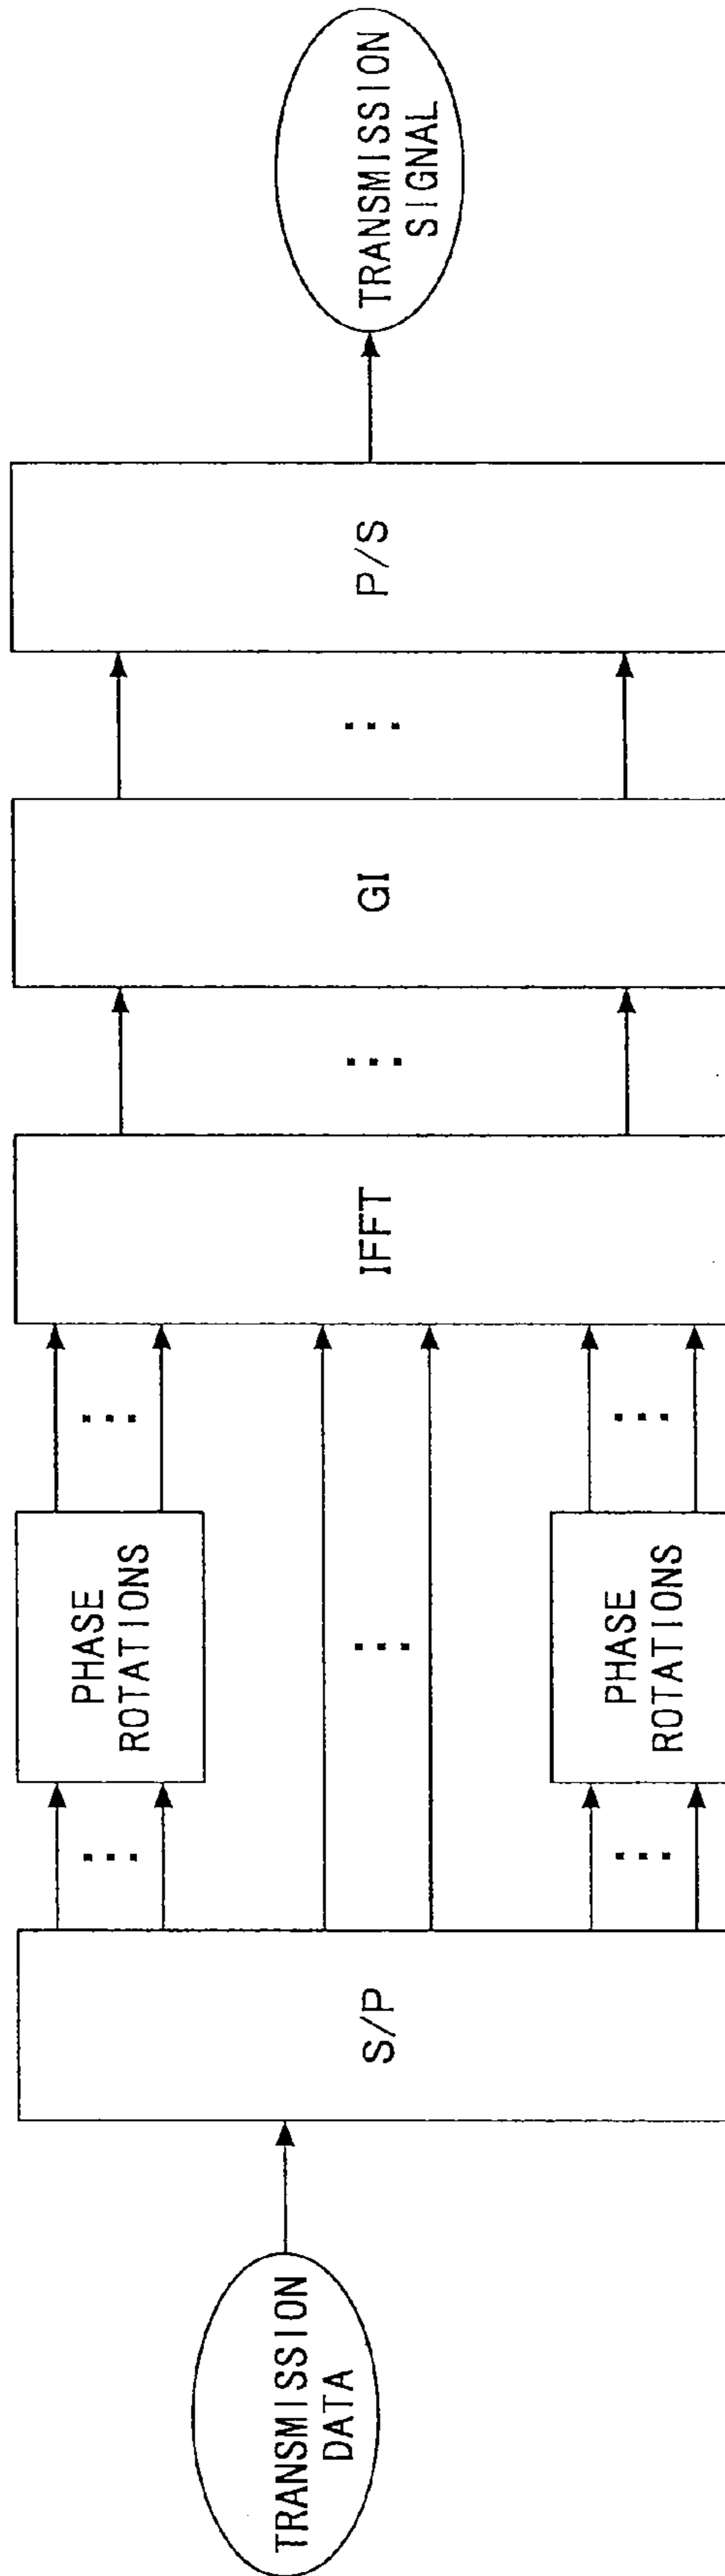 TRANSMISSION
DATA
S/P
PHASE
ROTATIONS
PHASE
ROTATIONS
IFFT
GI
P/S
TRANSMISSION
SIGNAL